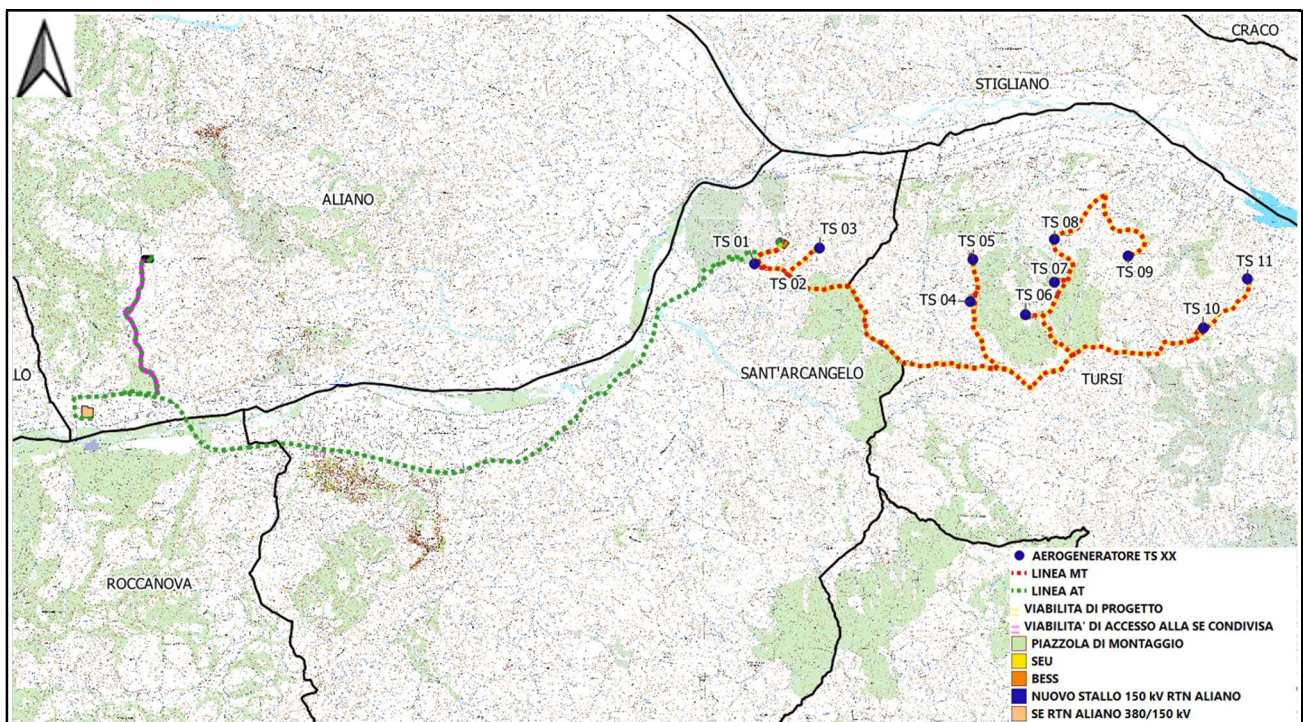 CRACO
STIGLIANO
ALIANO
TS 01
TS 03
TS 02
TS 05
TS 04
TS 08
TS 07
TS 06
TS 09
TS 11
TS 10
LO
SANT'ARCANGELO
TURSI
ROCCANOVA
AEROGENERATORE TS XX
LINEA MT
LINEA AT
VIABILITA DI PROGETTO
VIABILITA' DI ACCESSO ALLA SE CONDIVISA
PIAZZOLA DI MONTAGGIO
SEU
BESS
NUOVO STALLO 150 kV RTN ALIANO
SE RTN ALIANO 380/150 kV